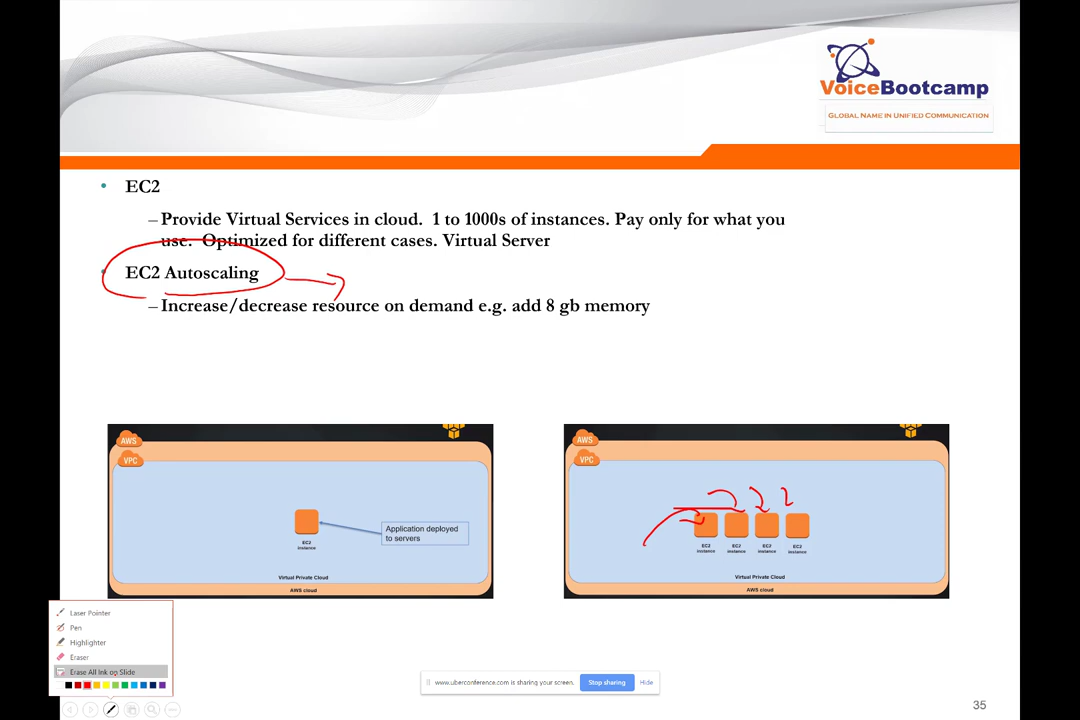 VoiceBootcamp
GLOBAL NAME IN UNIFIED COMMUNICATION
• EC2
– Provide Virtual Services in cloud.  1 to 1000s of instances. Pay only for what you
use.  Optimized for different cases. Virtual Server
• EC2 Autoscaling
– Increase/decrease resource on demand e.g. add 8 gb memory
AWS
VPC
EC2
instance
Application deployed
to servers
Virtual Private Cloud
AWS cloud
AWS
VPC
EC2
instance
EC2
instance
EC2
instance
EC2
instance
Virtual Private Cloud
AWS cloud
Laser Pointer
Pen
Highlighter
Eraser
Erase All Ink on Slide
www.uberconference.com is sharing your screen.
Stop sharing
Hide
35